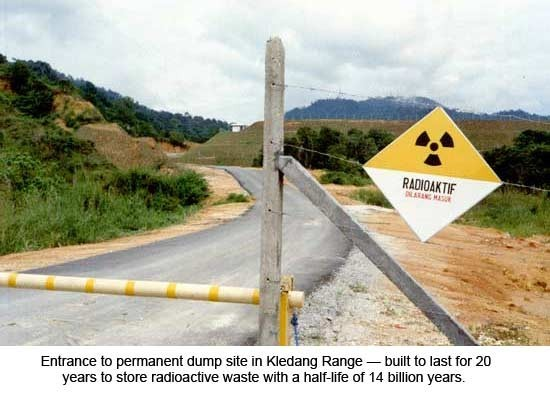 RADIOAKTIF
DILARANG MASUK
Entrance to permanent dump site in Kledang Range — built to last for 20
years to store radioactive waste with a half-life of 14 billion years.